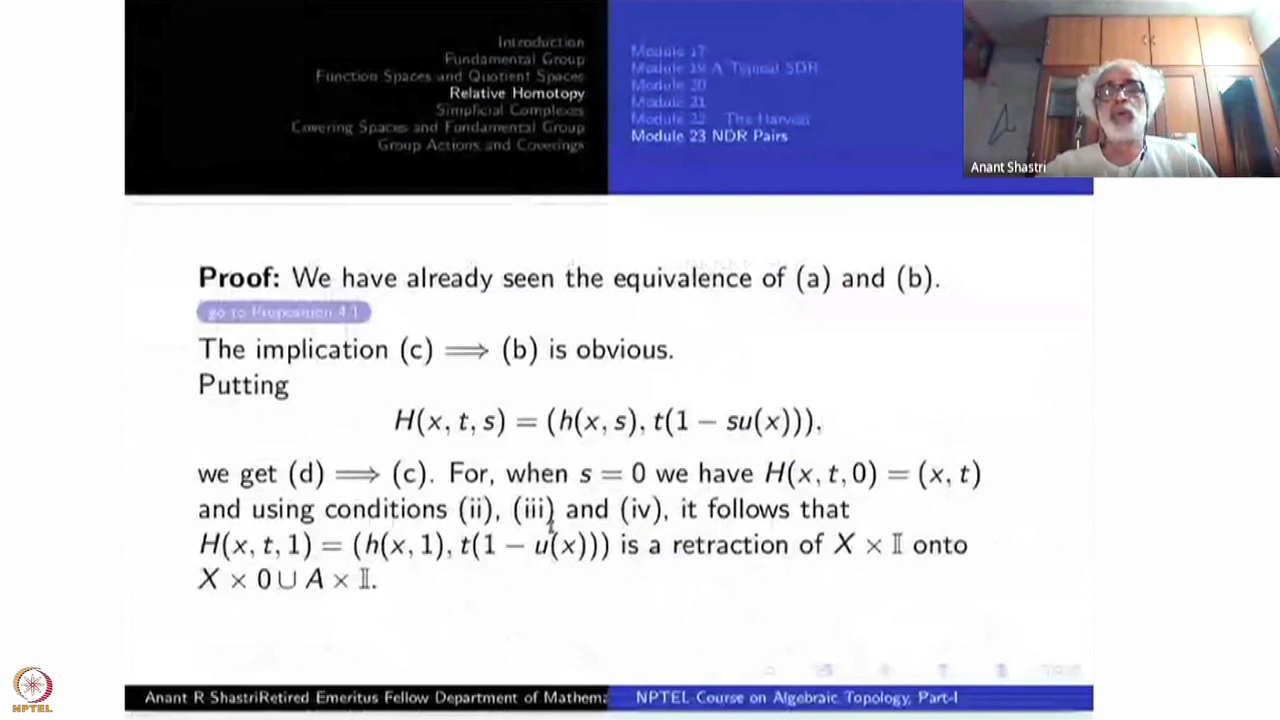 Introduction
Fundamental Group
Function Spaces and Quotient Spaces
Relative Homotopy
Simplicial Complexes
Covering Spaces and Fundamental Group
Group Actions and Coverings
Module 17
Module 19 A Typical SDR
Module 20
Module 21
Module 22 The Harvest
Module 23 NDR Pairs
Anant Shastri
Proof: We have already seen the equivalence of (a) and (b).
go to Proposition 4.1
The implication (c) ⟹ (b) is obvious.
Putting
H(x, t, s) = (h(x, s), t(1 − su(x))),
we get (d) ⟹ (c). For, when s = 0 we have H(x, t, 0) = (x, t)
and using conditions (ii), (iii) and (iv), it follows that
H(x, t, 1) = (h(x, 1), t(1 − u(x))) is a retraction of X × 𝕀 onto
X × 0 ∪ A × 𝕀.
Anant R ShastriRetired Emeritus Fellow Department of Mathema
NPTEL Course on Algebraic Topology, Part-I
NPTEL